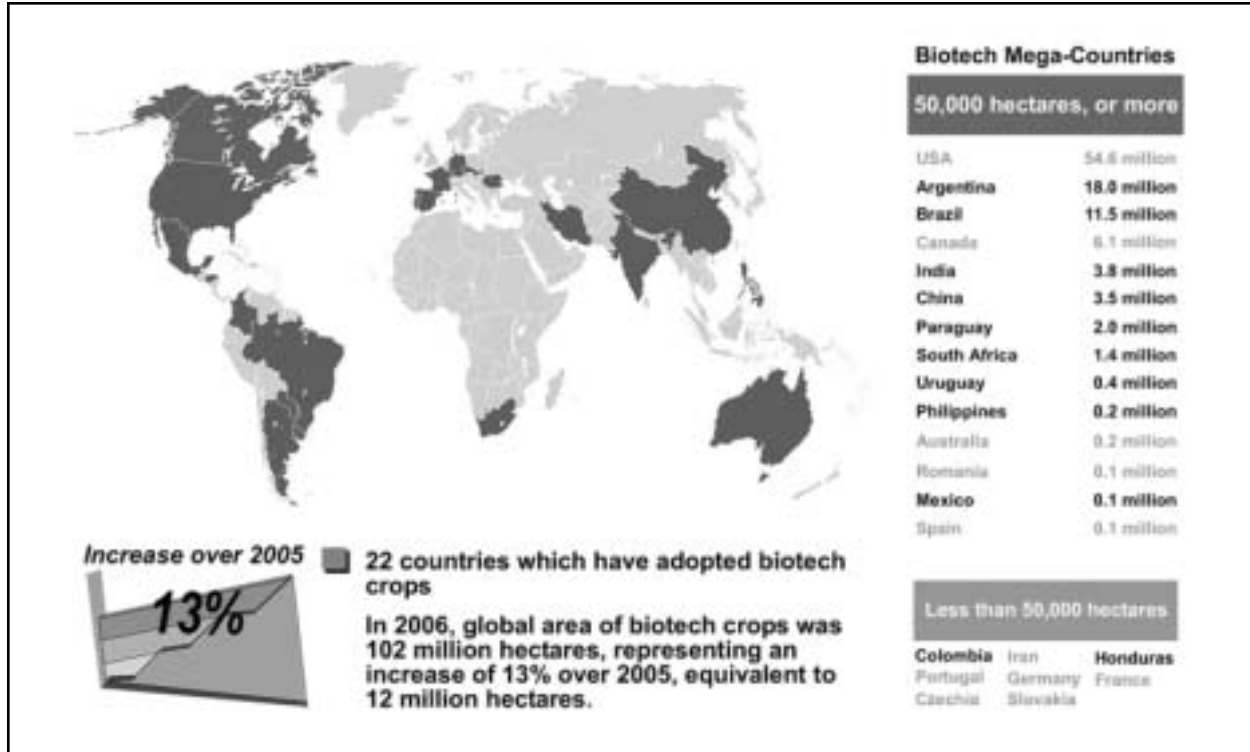 Biotech Mega-Countries
50,000 hectares, or more
USA 54.6 million
Argentina 18.0 million
Brazil 11.5 million
Canada 6.1 million
India 3.8 million
China 3.5 million
Paraguay 2.0 million
South Africa 1.4 million
Uruguay 0.4 million
Philippines 0.2 million
Australia 0.2 million
Romania 0.1 million
Mexico 0.1 million
Spain 0.1 million
Less than 50,000 hectares
Colombia Iran Honduras
Portugal Germany France
Czechia Slovakia
Increase over 2005
13%
22 countries which have adopted biotech
crops
In 2006, global area of biotech crops was
102 million hectares, representing an
increase of 13% over 2005, equivalent to
12 million hectares.